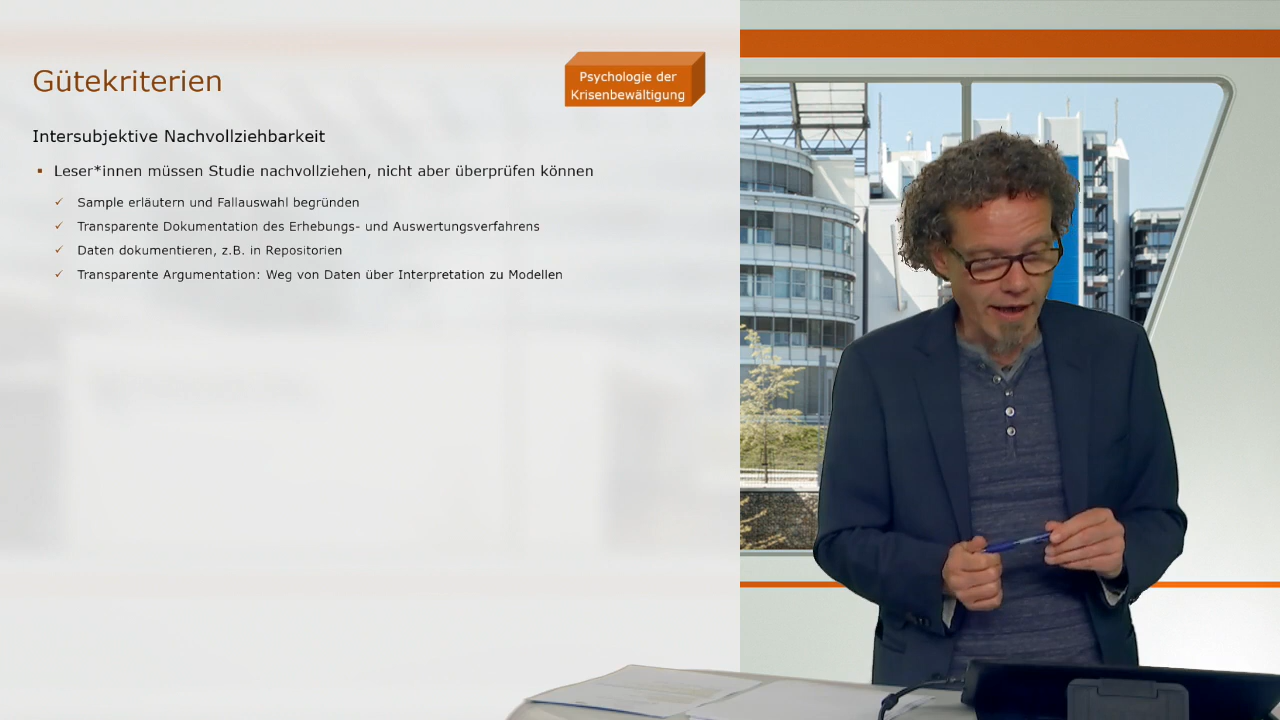 Gütekriterien
Psychologie der
Krisenbewältigung
Intersubjektive Nachvollziehbarkeit
Leser*innen müssen Studie nachvollziehen, nicht aber überprüfen können
Sample erläutern und Fallauswahl begründen
Transparente Dokumentation des Erhebungs- und Auswertungsverfahrens
Daten dokumentieren, z.B. in Repositorien
Transparente Argumentation: Weg von Daten über Interpretation zu Modellen